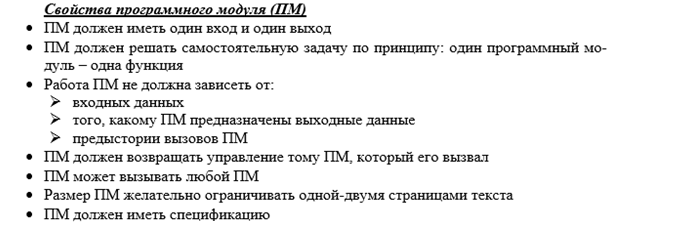 Свойства программного модуля (ПМ)
• ПМ должен иметь один вход и один выход
• ПМ должен решать самостоятельную задачу по принципу: один программный мо-
дуль – одна функция
• Работа ПМ не должна зависеть от:
➢ входных данных
➢ того, какому ПМ предназначены выходные данные
➢ предыстории вызовов ПМ
• ПМ должен возвращать управление тому ПМ, который его вызвал
• ПМ может вызывать любой ПМ
• Размер ПМ желательно ограничивать одной-двумя страницами текста
• ПМ должен иметь спецификацию